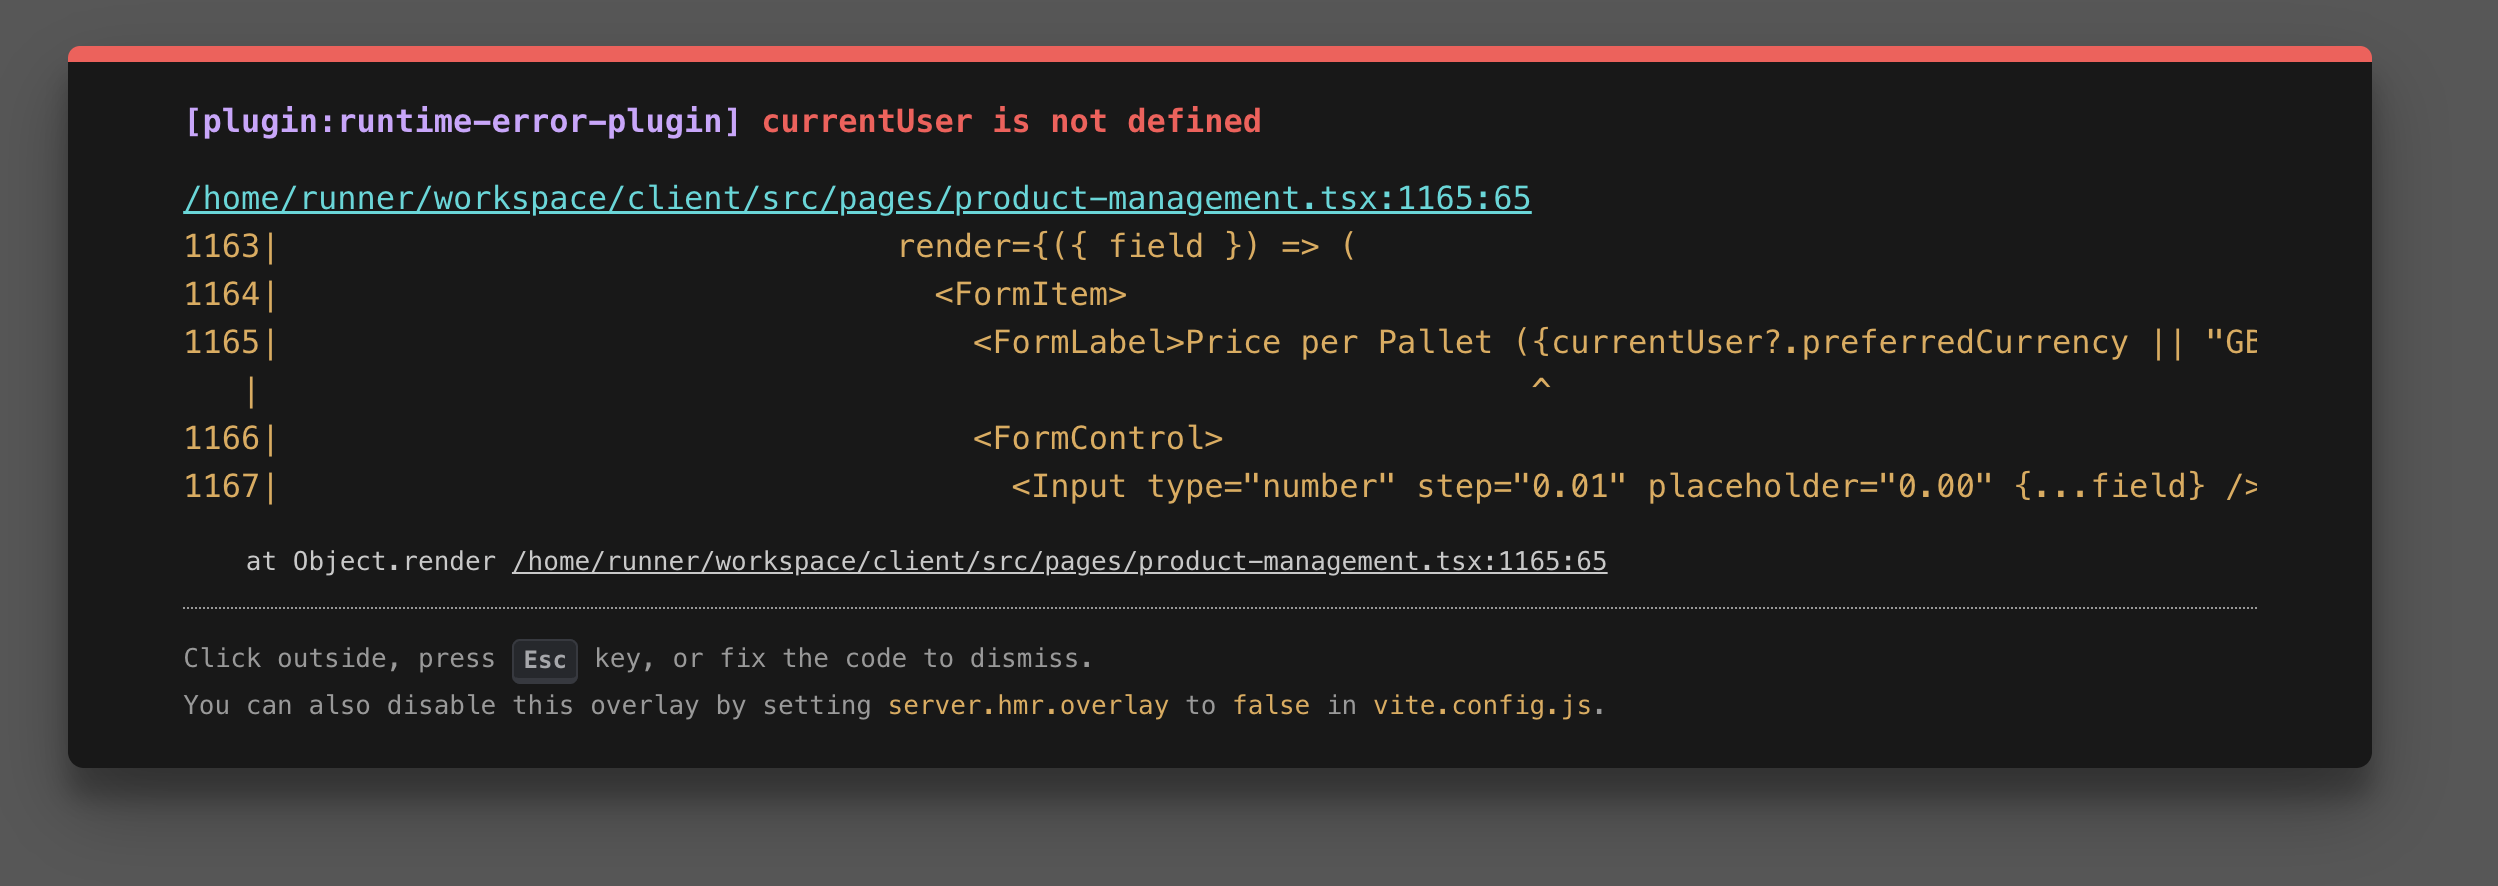 [plugin:runtime-error-plugin] currentUser is not defined
/home/runner/workspace/client/src/pages/product-management.tsx:1165:65
1163|                                 render={({ field }) => (
1164|                                   <FormItem>
1165|                                     <FormLabel>Price per Pallet ({currentUser?.preferredCurrency || "GB
    |                                                                  ^
1166|                                     <FormControl>
1167|                                       <Input type="number" step="0.01" placeholder="0.00" {...field} />
at Object.render /home/runner/workspace/client/src/pages/product-management.tsx:1165:65
Click outside, press Esc key, or fix the code to dismiss.
You can also disable this overlay by setting server.hmr.overlay to false in vite.config.js.